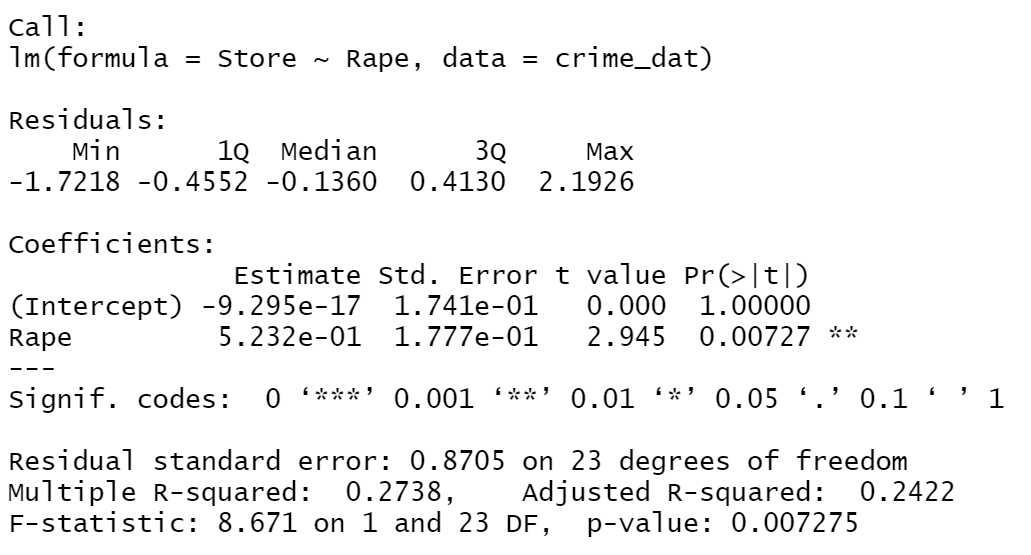 Call:
lm(formula = Store ~ Rape, data = crime_dat)
Residuals:
Min 1Q Median 3Q Max
-1.7218 -0.4552 -0.1360 0.4130 2.1926
Coefficients:
Estimate Std. Error t value Pr(>|t|)
(Intercept) -9.295e-17 1.741e-01 0.000 1.00000
Rape 5.232e-01 1.777e-01 2.945 0.00727 **
---
Signif. codes: 0 ‘***’ 0.001 ‘**’ 0.01 ‘*’ 0.05 ‘.’ 0.1 ‘ ’ 1
Residual standard error: 0.8705 on 23 degrees of freedom
Multiple R-squared: 0.2738, Adjusted R-squared: 0.2422
F-statistic: 8.671 on 1 and 23 DF, p-value: 0.007275